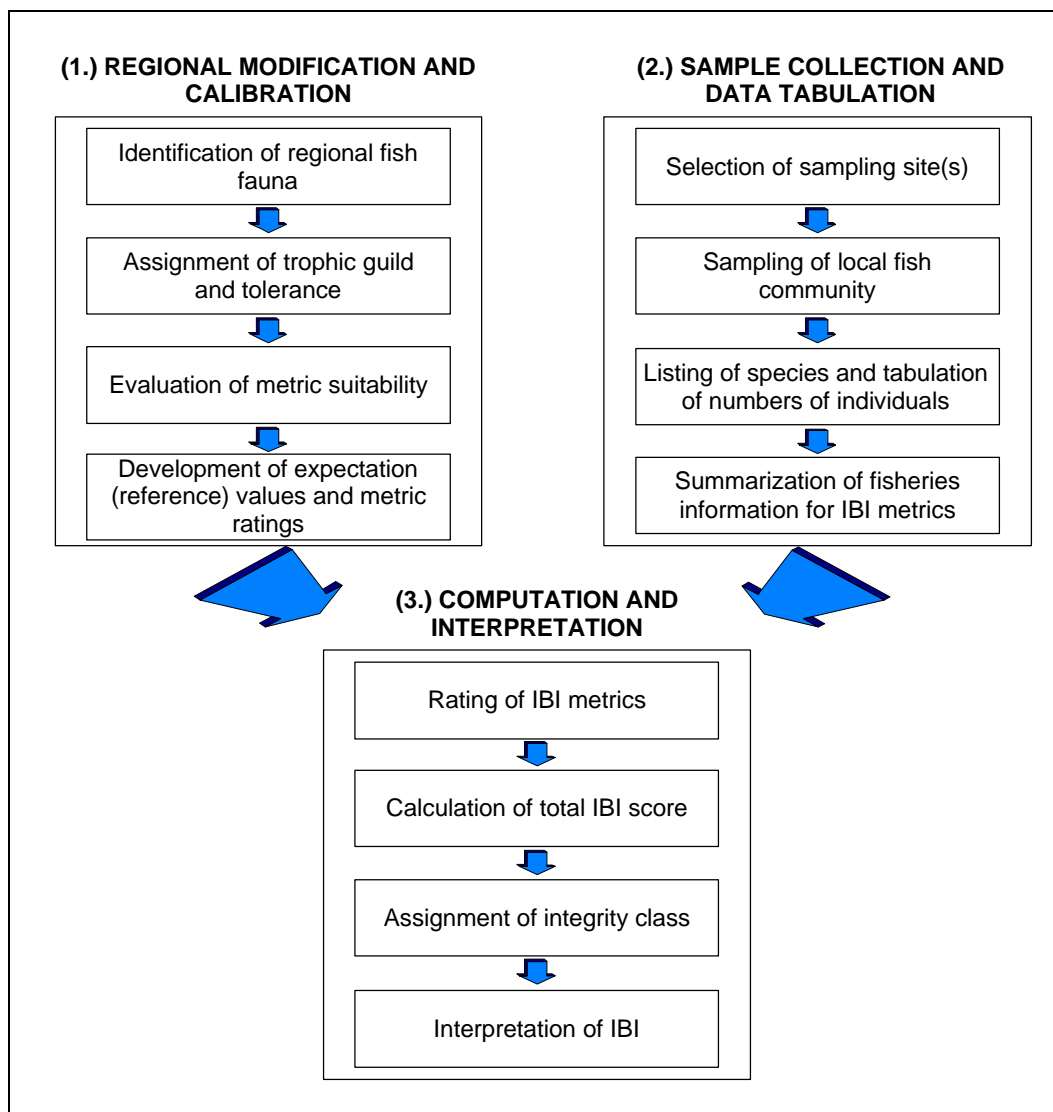 (1.) REGIONAL MODIFICATION AND
CALIBRATION
Identification of regional fish
fauna
Assignment of trophic guild
and tolerance
Evaluation of metric suitability
Development of expectation
(reference) values and metric
ratings
(2.) SAMPLE COLLECTION AND
DATA TABULATION
Selection of sampling site(s)
Sampling of local fish
community
Listing of species and tabulation
of numbers of individuals
Summarization of fisheries
information for IBI metrics
(3.) COMPUTATION AND
INTERPRETATION
Rating of IBI metrics
Calculation of total IBI score
Assignment of integrity class
Interpretation of IBI